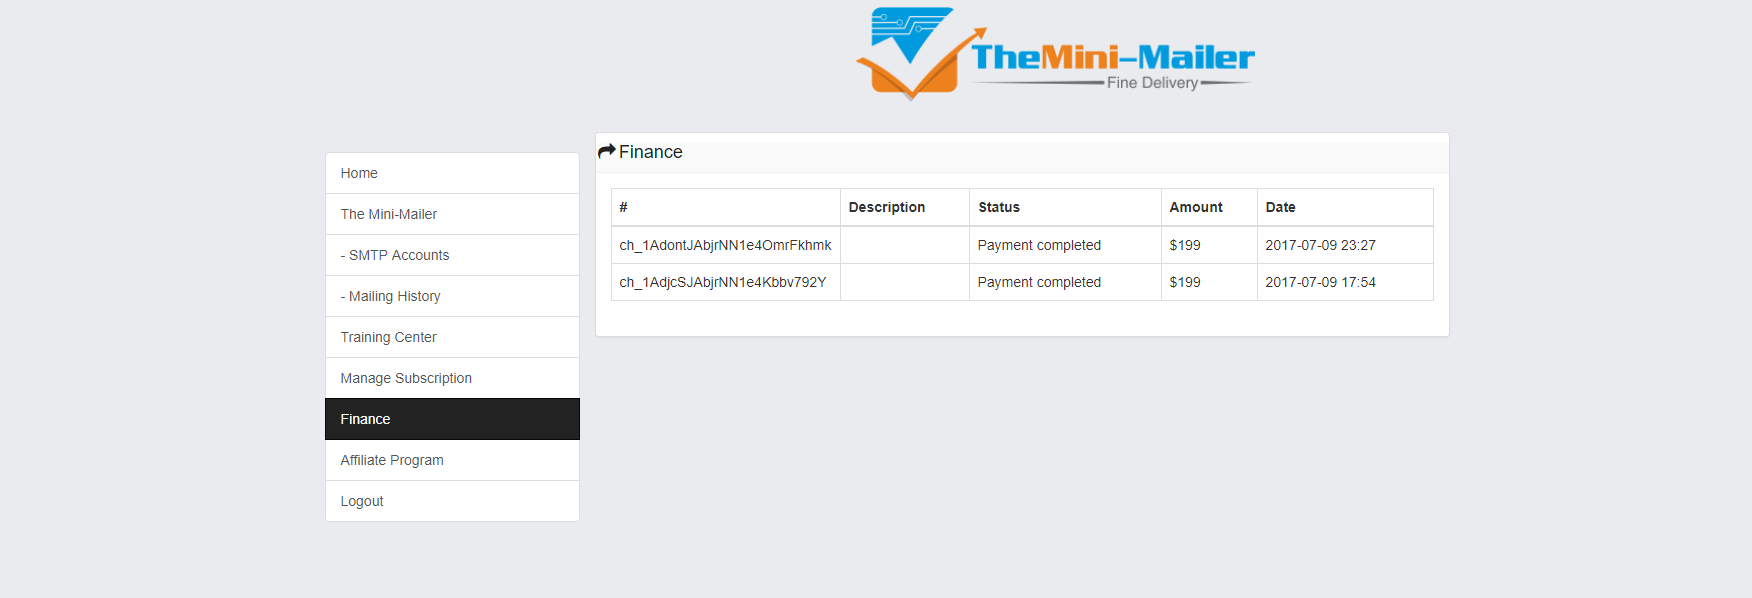 TheMini-Mailer
Fine Delivery
Home
The Mini-Mailer
- SMTP Accounts
- Mailing History
Training Center
Manage Subscription
Finance
Affiliate Program
Logout
Finance
# Description Status Amount Date
ch_1AdontJAbjrNN1e4OmrFkhmk Payment completed $199 2017-07-09 23:27
ch_1AdjcSJAbjrNN1e4Kbbv792Y Payment completed $199 2017-07-09 17:54